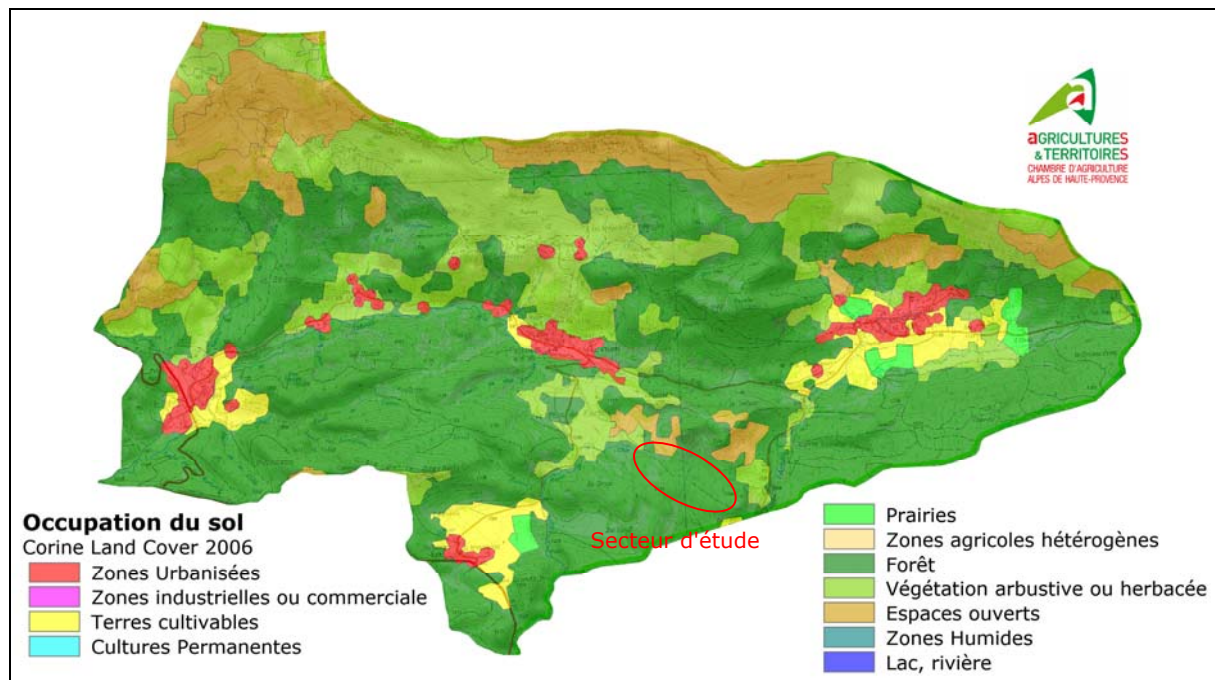 aGRICULTURES
& TERRITOIRES
CHAMBRE D'AGRICULTURE
ALPES DE HAUTE-PROVENCE
Secteur d'étude
Occupation du sol
Corine Land Cover 2006
Zones Urbanisées
Zones industrielles ou commerciale
Terres cultivables
Cultures Permanentes
Prairies
Zones agricoles hétérogènes
Forêt
Végétation arbustive ou herbacée
Espaces ouverts
Zones Humides
Lac, rivière